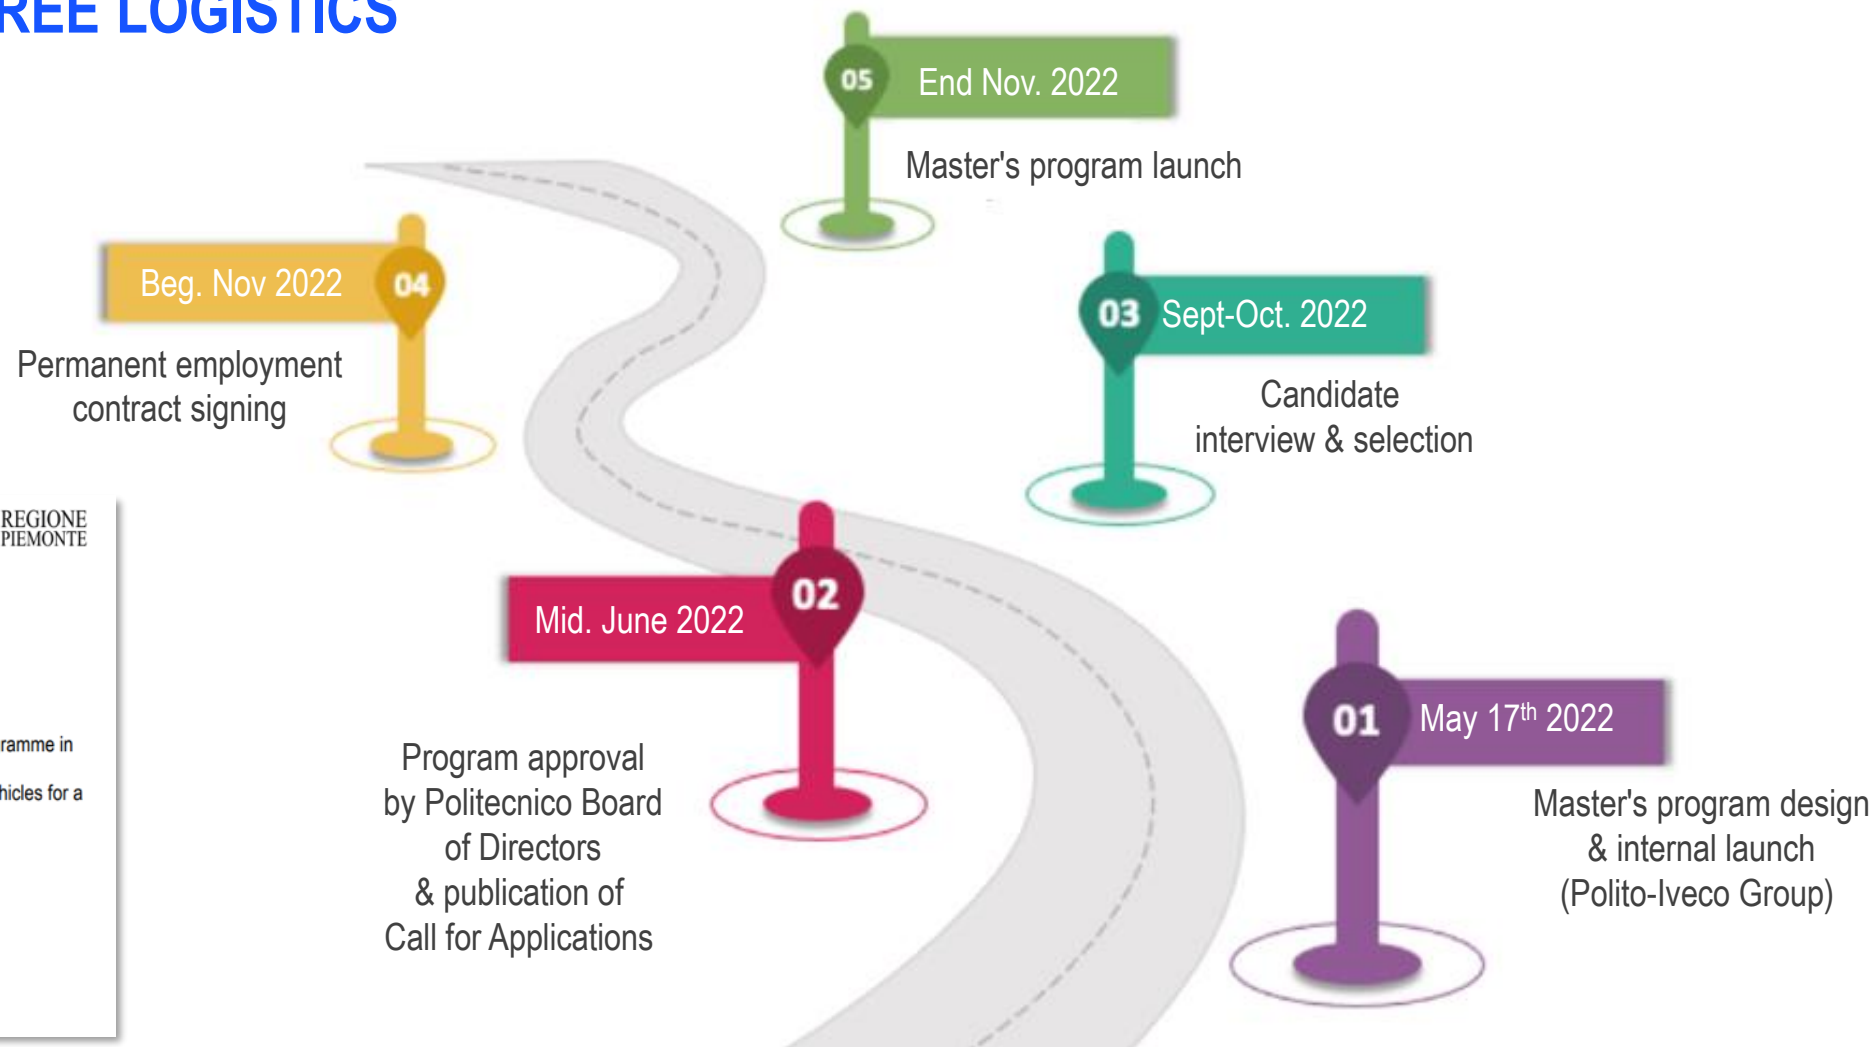 REE LOGISTICS
05
End Nov. 2022
Master's program launch
Beg. Nov 2022
04
Permanent employment
contract signing
03
Sept-Oct. 2022
Candidate
interview & selection
REGIONE
PIEMONTE
Mid. June 2022
02
Program approval
by Politecnico Board
of Directors
& publication of
Call for Applications
01
May 17th 2022
Master's program design
& internal launch
(Polito-Iveco Group)
ramme in
hicles for a